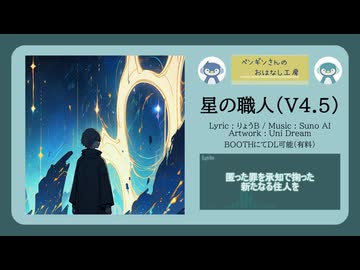 ペンギンさんの
おはなし工房
星の職人（V4.5）
Lyric : りょうB / Music : Suno AI
Artwork : Uni Dream
BOOTHにてDL可能（有料）
Lyric
匿った罪を承知で掬った
新たなる住人を